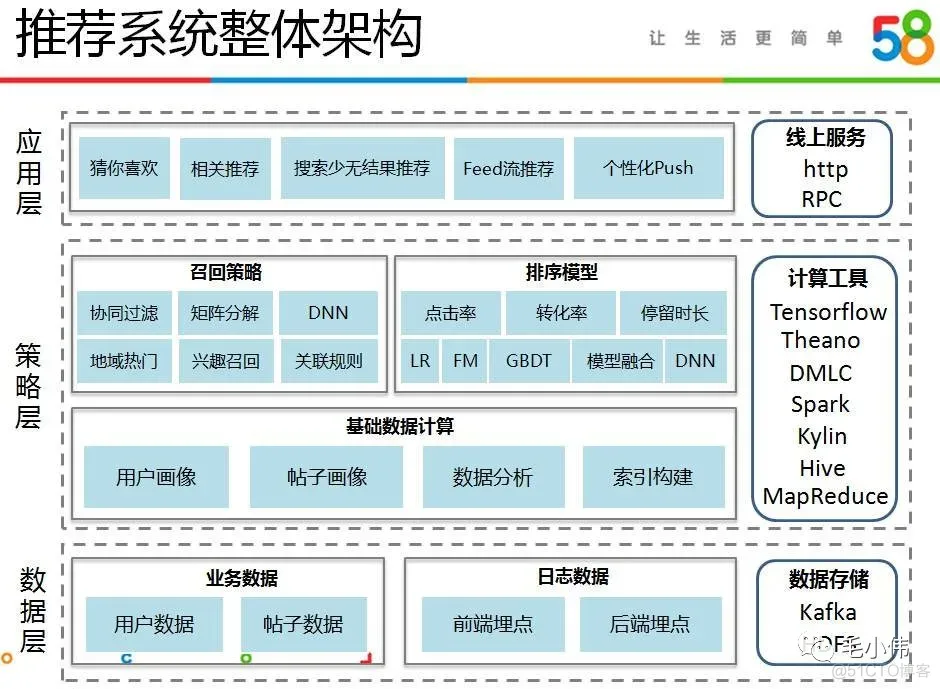 推荐系统整体架构
让生活更简单
58
应用层
猜你喜欢
相关推荐
搜索少无结果推荐
Feed流推荐
个性化Push
线上服务
http
RPC
策略层
召回策略
协同过滤
矩阵分解
DNN
地域热门
兴趣召回
关联规则
排序模型
点击率
转化率
停留时长
LR
FM
GBDT
模型融合
DNN
基础数据计算
用户画像
帖子画像
数据分析
索引构建
计算工具
Tensorflow
Theano
DMLC
Spark
Kylin
Hive
MapReduce
数据层
业务数据
用户数据
帖子数据
日志数据
前端埋点
后端埋点
数据存储
Kafka
毛小伟
@51CTO博客